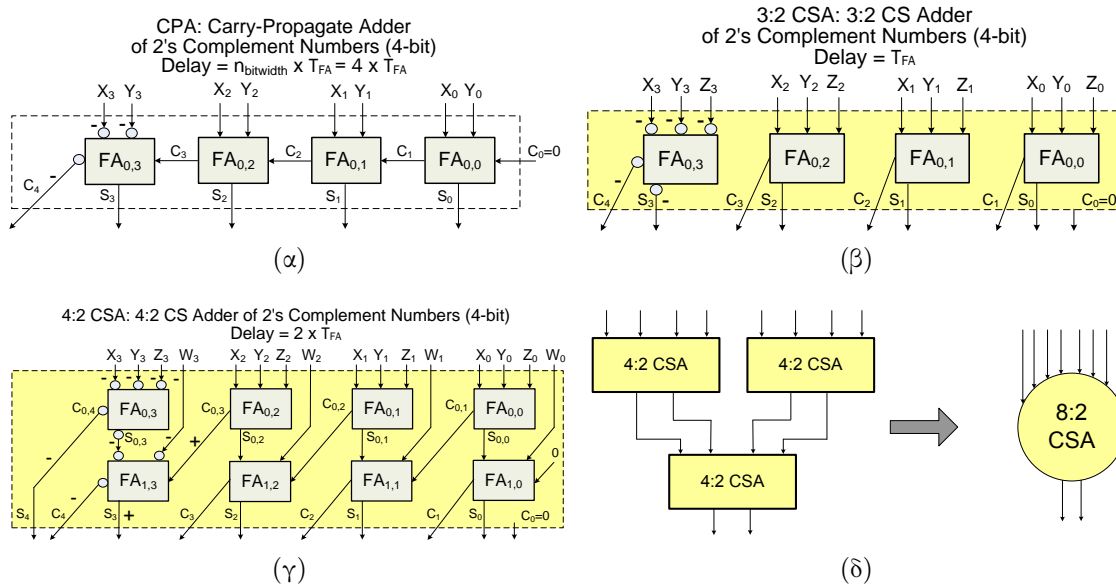 CPA: Carry-Propagate Adder
of 2's Complement Numbers (4-bit)
Delay = n_bitwidth x T_FA = 4 x T_FA
X3 Y3 X2 Y2 X1 Y1 X0 Y0
- -
FA0,3 C3 FA0,2 C2 FA0,1 C1 FA0,0 C0=0
C4 - S3 S2 S1 S0
(α)
3:2 CSA: 3:2 CS Adder
of 2's Complement Numbers (4-bit)
Delay = T_FA
X3 Y3 Z3 X2 Y2 Z2 X1 Y1 Z1 X0 Y0 Z0
- - -
FA0,3 FA0,2 FA0,1 FA0,0
-
C4 S3 - C3 S2 C2 S1 C1 S0 C0=0
(β)
4:2 CSA: 4:2 CS Adder of 2's Complement Numbers (4-bit)
Delay = 2 x T_FA
X3 Y3 Z3 W3 X2 Y2 Z2 W2 X1 Y1 Z1 W1 X0 Y0 Z0 W0
- - - -
C0,4 FA0,3 C0,3 FA0,2 C0,2 FA0,1 C0,1 FA0,0
- - S0,3 - + S0,2 S0,1 S0,0
0
FA1,3 FA1,2 FA1,1 FA1,0
-
S4 C4 S3 + C3 S2 C2 S1 C1 S0 C0=0
(γ)
4:2 CSA 4:2 CSA
4:2 CSA
8:2
CSA
(δ)